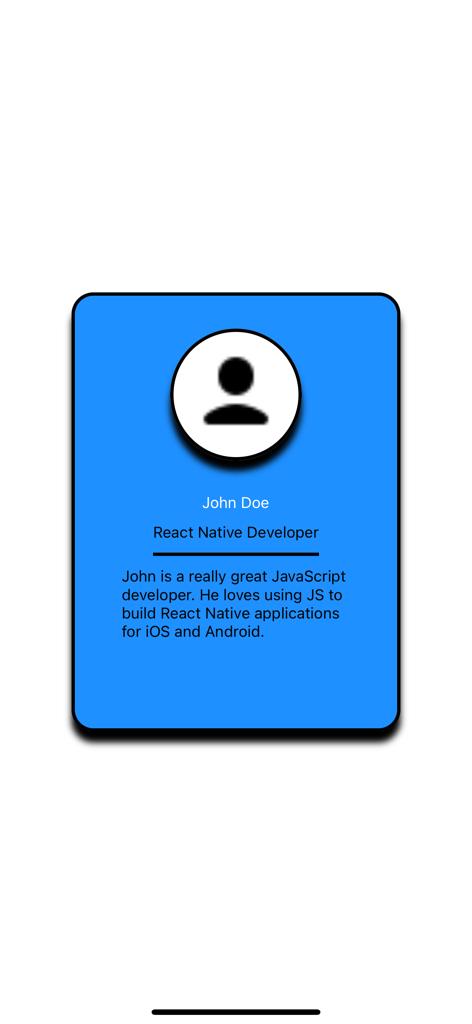 John Doe
React Native Developer
John is a really great JavaScript
developer. He loves using JS to
build React Native applications
for iOS and Android.